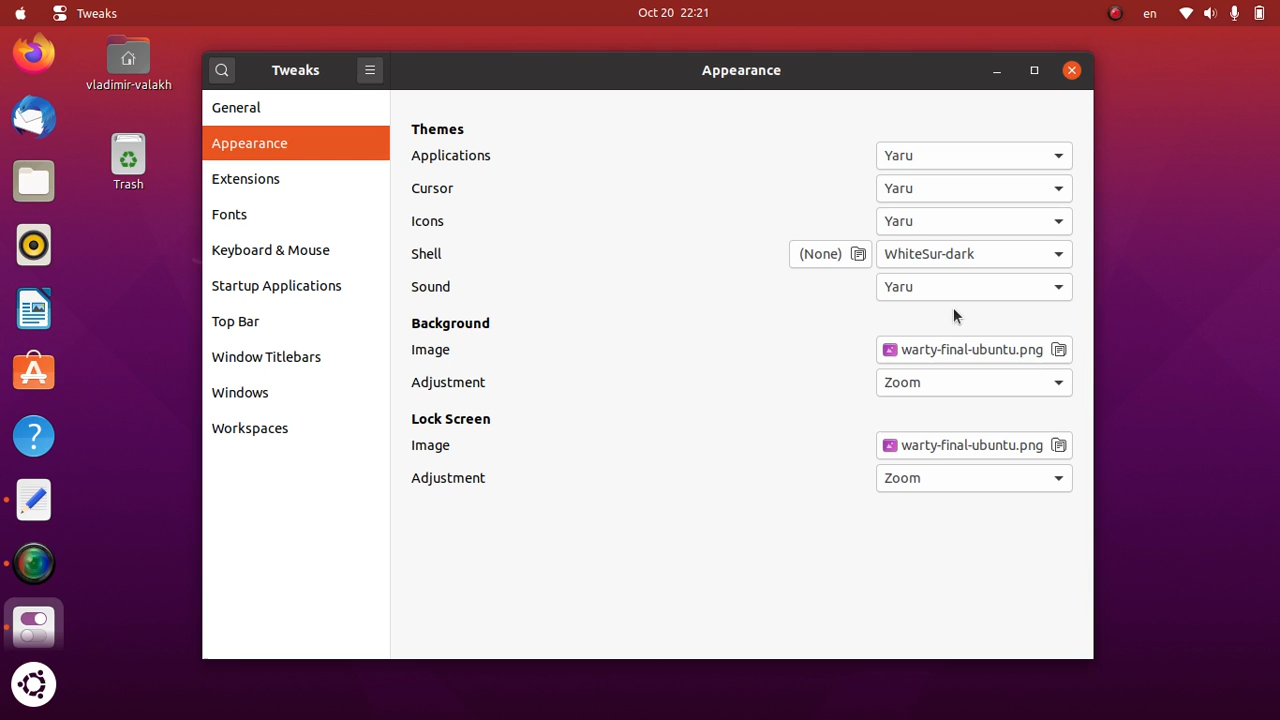 Tweaks
Oct 20 22:21
en
vladimir-valakh
Trash
Tweaks
Appearance
General
Appearance
Extensions
Fonts
Keyboard & Mouse
Startup Applications
Top Bar
Window Titlebars
Windows
Workspaces
Themes
Applications Yaru
Cursor Yaru
Icons Yaru
Shell (None) WhiteSur-dark
Sound Yaru
Background
Image warty-final-ubuntu.png
Adjustment Zoom
Lock Screen
Image warty-final-ubuntu.png
Adjustment Zoom